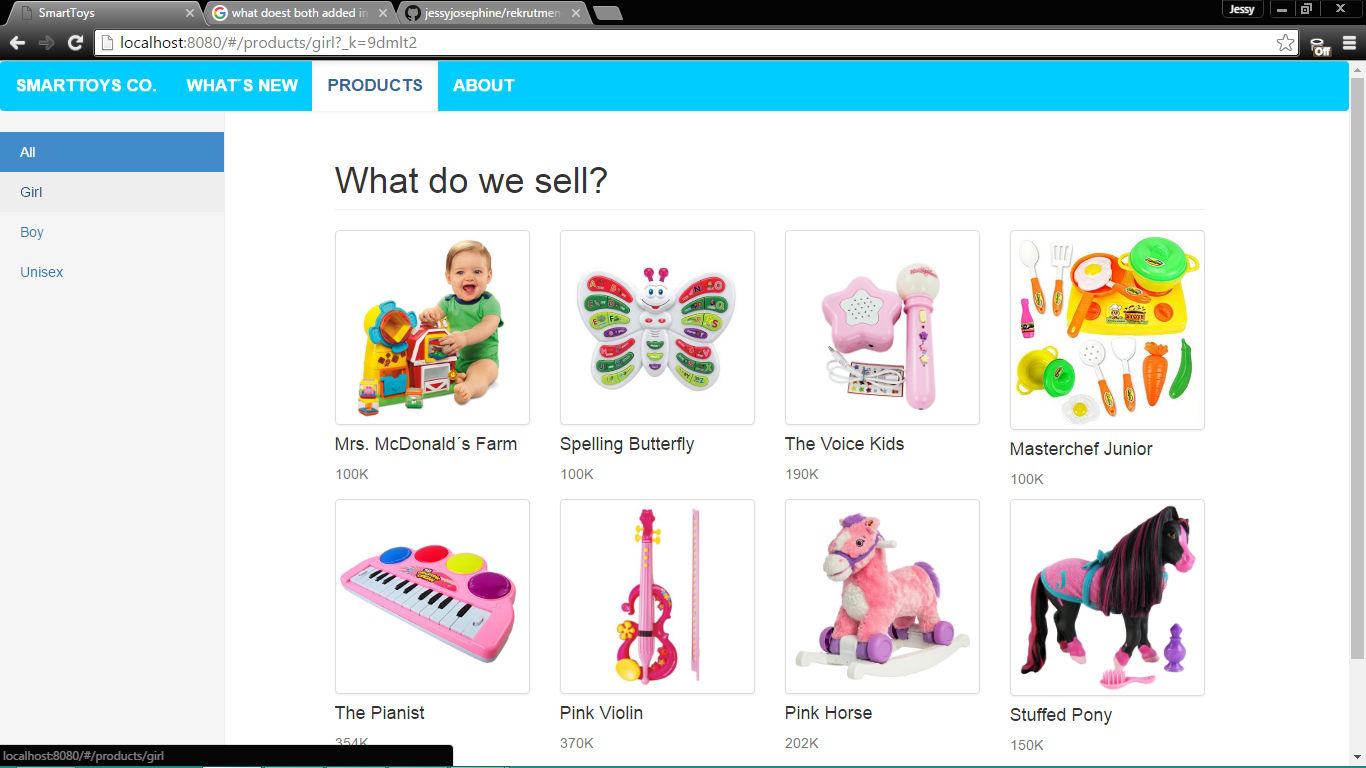 SmartToys
what doest both added in
jessyjosephine/rekrutmen
Jessy
localhost:8080/#/products/girl?_k=9dmlt2
Off
SMARTTOYS CO. WHAT´S NEW PRODUCTS ABOUT
All
Girl
Boy
Unisex
What do we sell?
Mrs. McDonald´s Farm
100K
Spelling Butterfly
100K
The Voice Kids
190K
Masterchef Junior
100K
The Pianist
354K
Pink Violin
370K
Pink Horse
202K
J
Stuffed Pony
150K
localhost:8080/#/products/girl